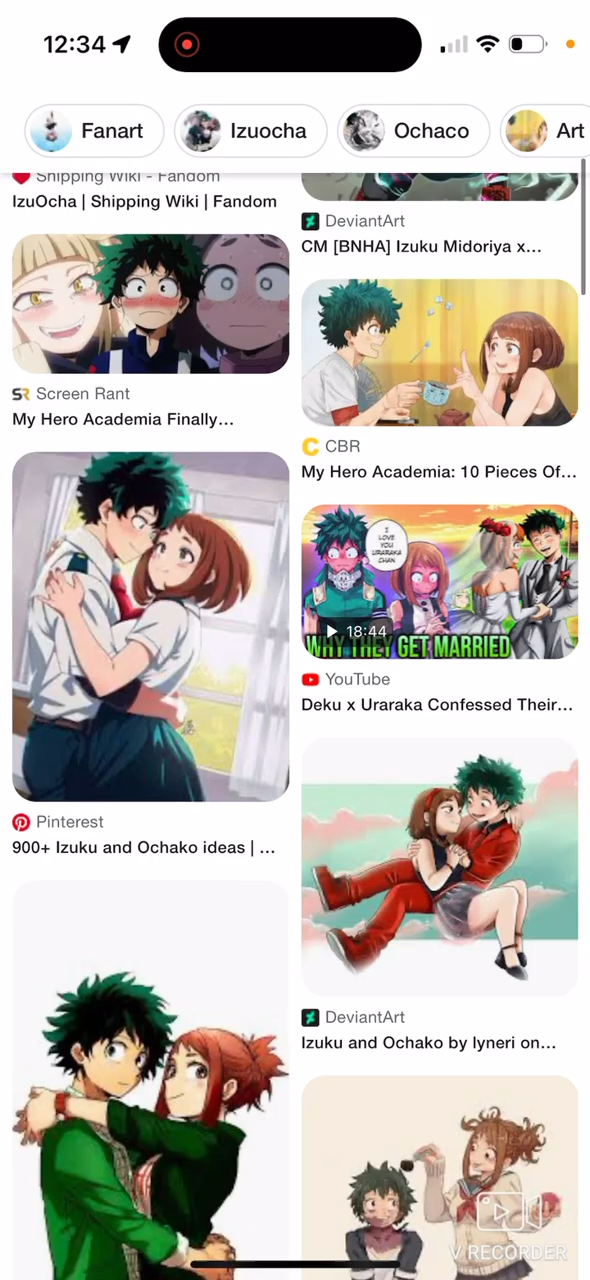 12:34
Fanart
Izuocha
Ochaco
Art
Shipping Wiki - Fandom
IzuOcha | Shipping Wiki | Fandom
DeviantArt
CM [BNHA] Izuku Midoriya x...
SR Screen Rant
My Hero Academia Finally...
CBR
My Hero Academia: 10 Pieces Of...
I
LOVE
YOU
URARAKA
CHAN
18:44
WHY THEY GET MARRIED
YouTube
Deku x Uraraka Confessed Their...
Pinterest
900+ Izuku and Ochako ideas | ...
DeviantArt
Izuku and Ochako by lyneri on...
V RECORDER